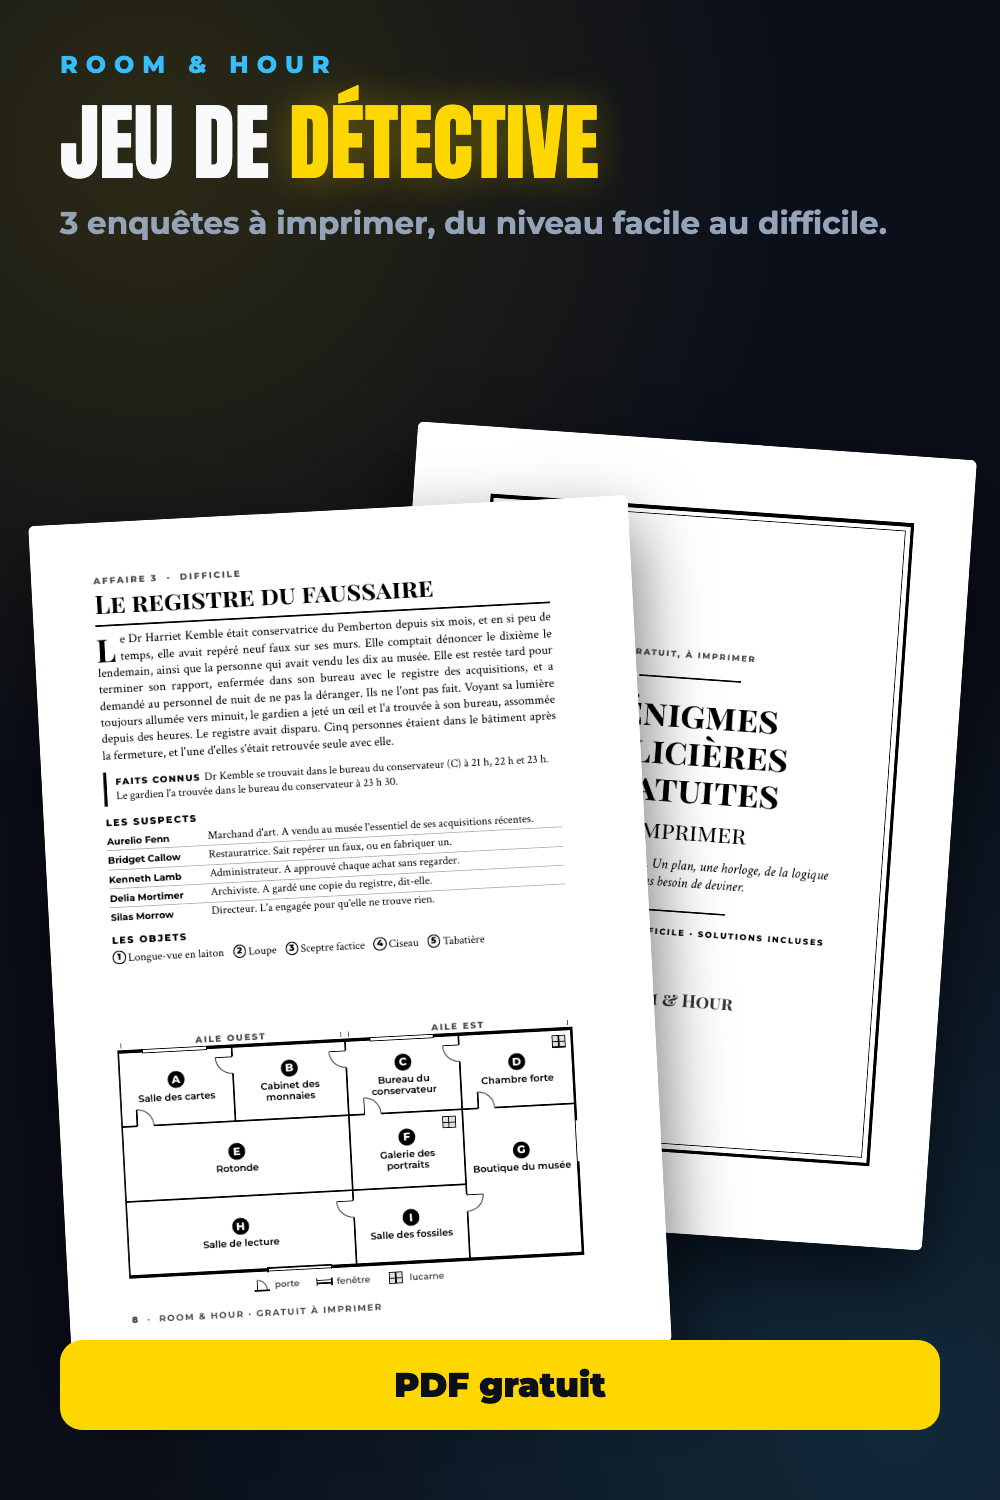 ROOM & HOUR
JEU DE DÉTECTIVE
3 enquêtes à imprimer, du niveau facile au difficile.
AFFAIRE 3 · DIFFICILE
LE REGISTRE DU FAUSSAIRE
Le Dr Harriet Kemble était conservatrice du Pemberton depuis six mois, et en si peu de
temps, elle avait repéré neuf faux sur ses murs. Elle comptait dénoncer le dixième le
lendemain, ainsi que la personne qui avait vendu les dix au musée. Elle est restée tard pour
terminer son rapport, enfermée dans son bureau avec le registre des acquisitions, et a
demandé au personnel de nuit de ne pas la déranger. Ils ne l'ont pas fait. Voyant sa lumière
toujours allumée vers minuit, le gardien a jeté un œil et l'a trouvée à son bureau, assommée
depuis des heures. Le registre avait disparu. Cinq personnes étaient dans le bâtiment après
la fermeture, et l'une d'elles s'était retrouvée seule avec elle.
FAITS CONNUS Dr Kemble se trouvait dans le bureau du conservateur (C) à 21 h, 22 h et 23 h.
Le gardien l'a trouvée dans le bureau du conservateur à 23 h 30.
LES SUSPECTS
Aurelio Fenn Marchand d'art. A vendu au musée l'essentiel de ses acquisitions récentes.
Bridget Callow Restauratrice. Sait repérer un faux, ou en fabriquer un.
Kenneth Lamb Administrateur. A approuvé chaque achat sans regarder.
Delia Mortimer Archiviste. A gardé une copie du registre, dit-elle.
Silas Morrow Directeur. L'a engagée pour qu'elle ne trouve rien.
LES OBJETS
1 Longue-vue en laiton 2 Loupe 3 Sceptre factice 4 Ciseau 5 Tabatière
AILE OUEST AILE EST
A
Salle des cartes
B
Cabinet des
monnaies
C
Bureau du
conservateur
D
Chambre forte
E
Rotonde
F
Galerie des
portraits
G
Boutique du musée
H
Salle de lecture
I
Salle des fossiles
porte fenêtre lucarne
8 · ROOM & HOUR · GRATUIT À IMPRIMER
RATUIT, À IMPRIMER
ÉNIGMES
LICIÈRES
ATUITES
MPRIMER
. Un plan, une horloge, de la logique
ns besoin de deviner.
FICILE · SOLUTIONS INCLUSES
& HOUR
PDF gratuit